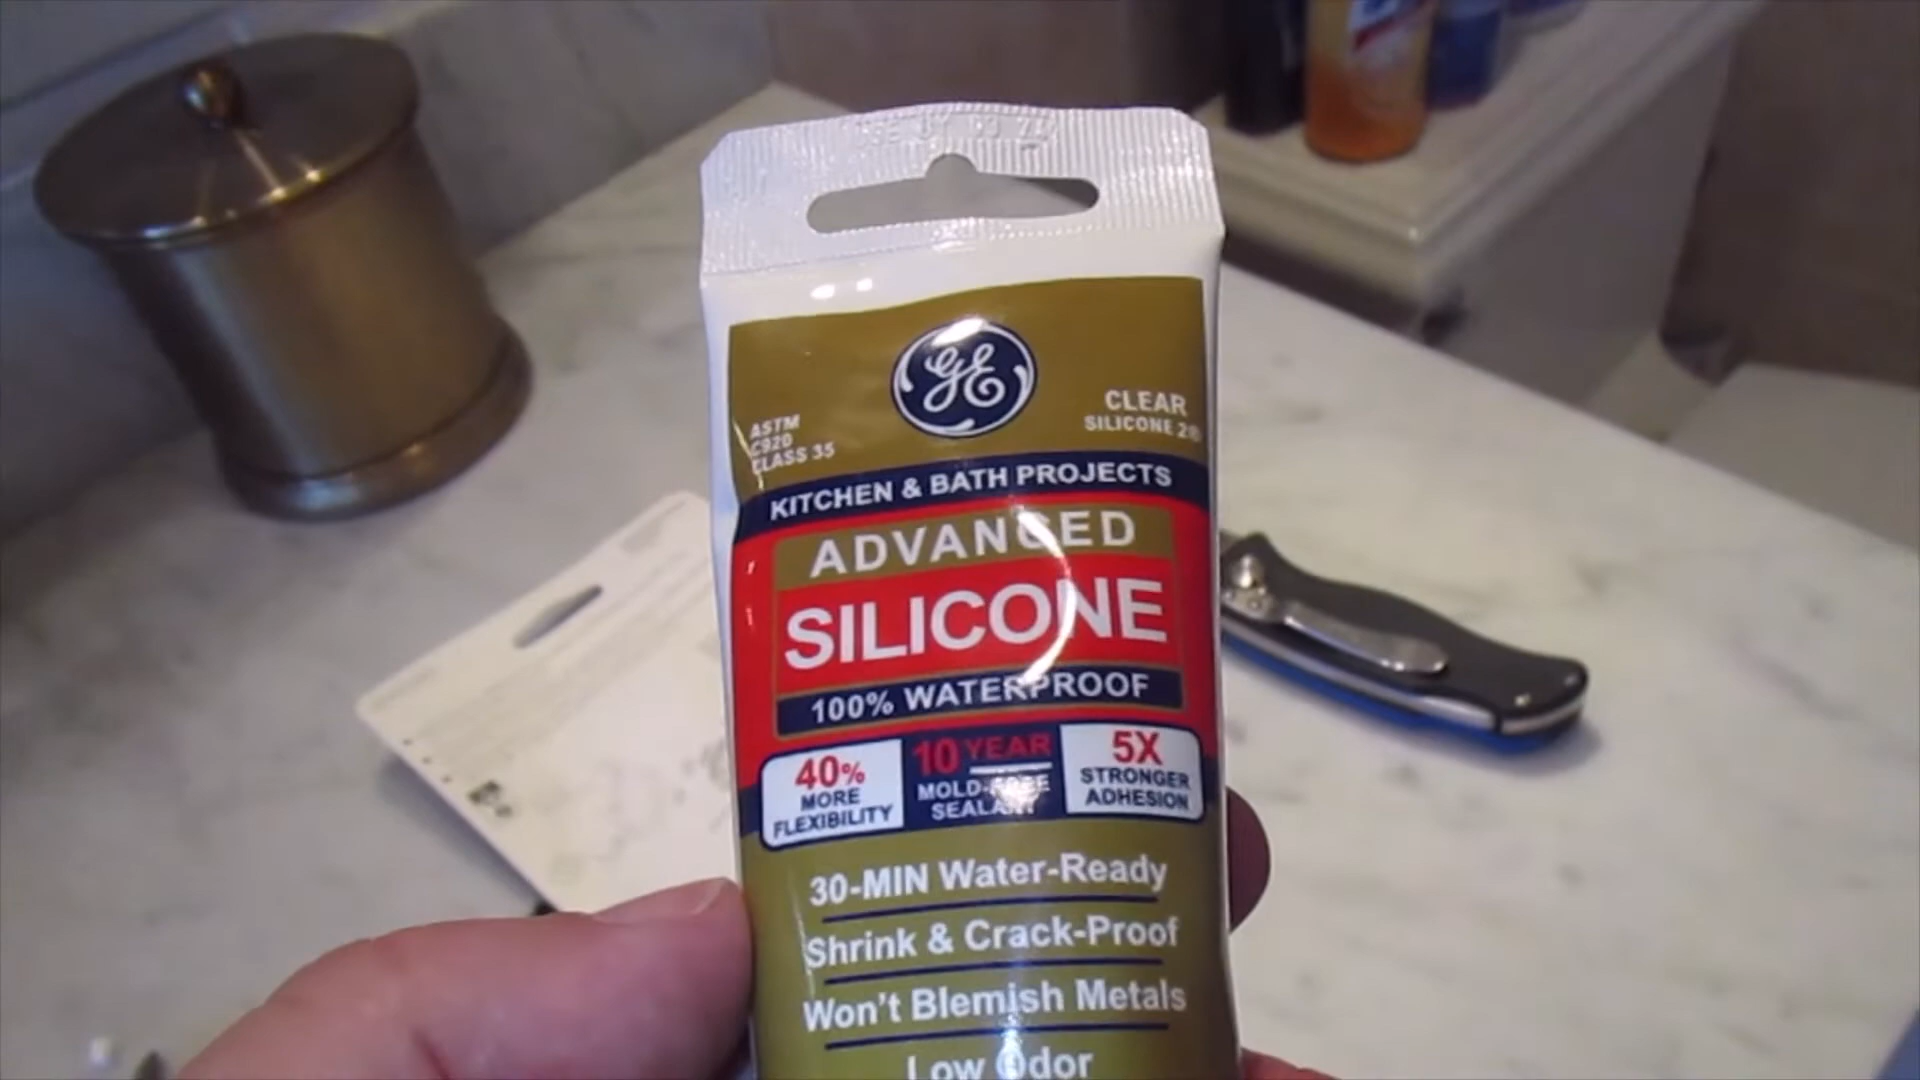 GE
CLEAR
SILICONE 2®
ASTM
C920
CLASS 35
KITCHEN & BATH PROJECTS
ADVANCED
SILICONE
100% WATERPROOF
40%
MORE
FLEXIBILITY
10 YEAR
MOLD-FREE
SEALANT
5X
STRONGER
ADHESION
30-MIN Water-Ready
Shrink & Crack-Proof
Won't Blemish Metals
Low Odor